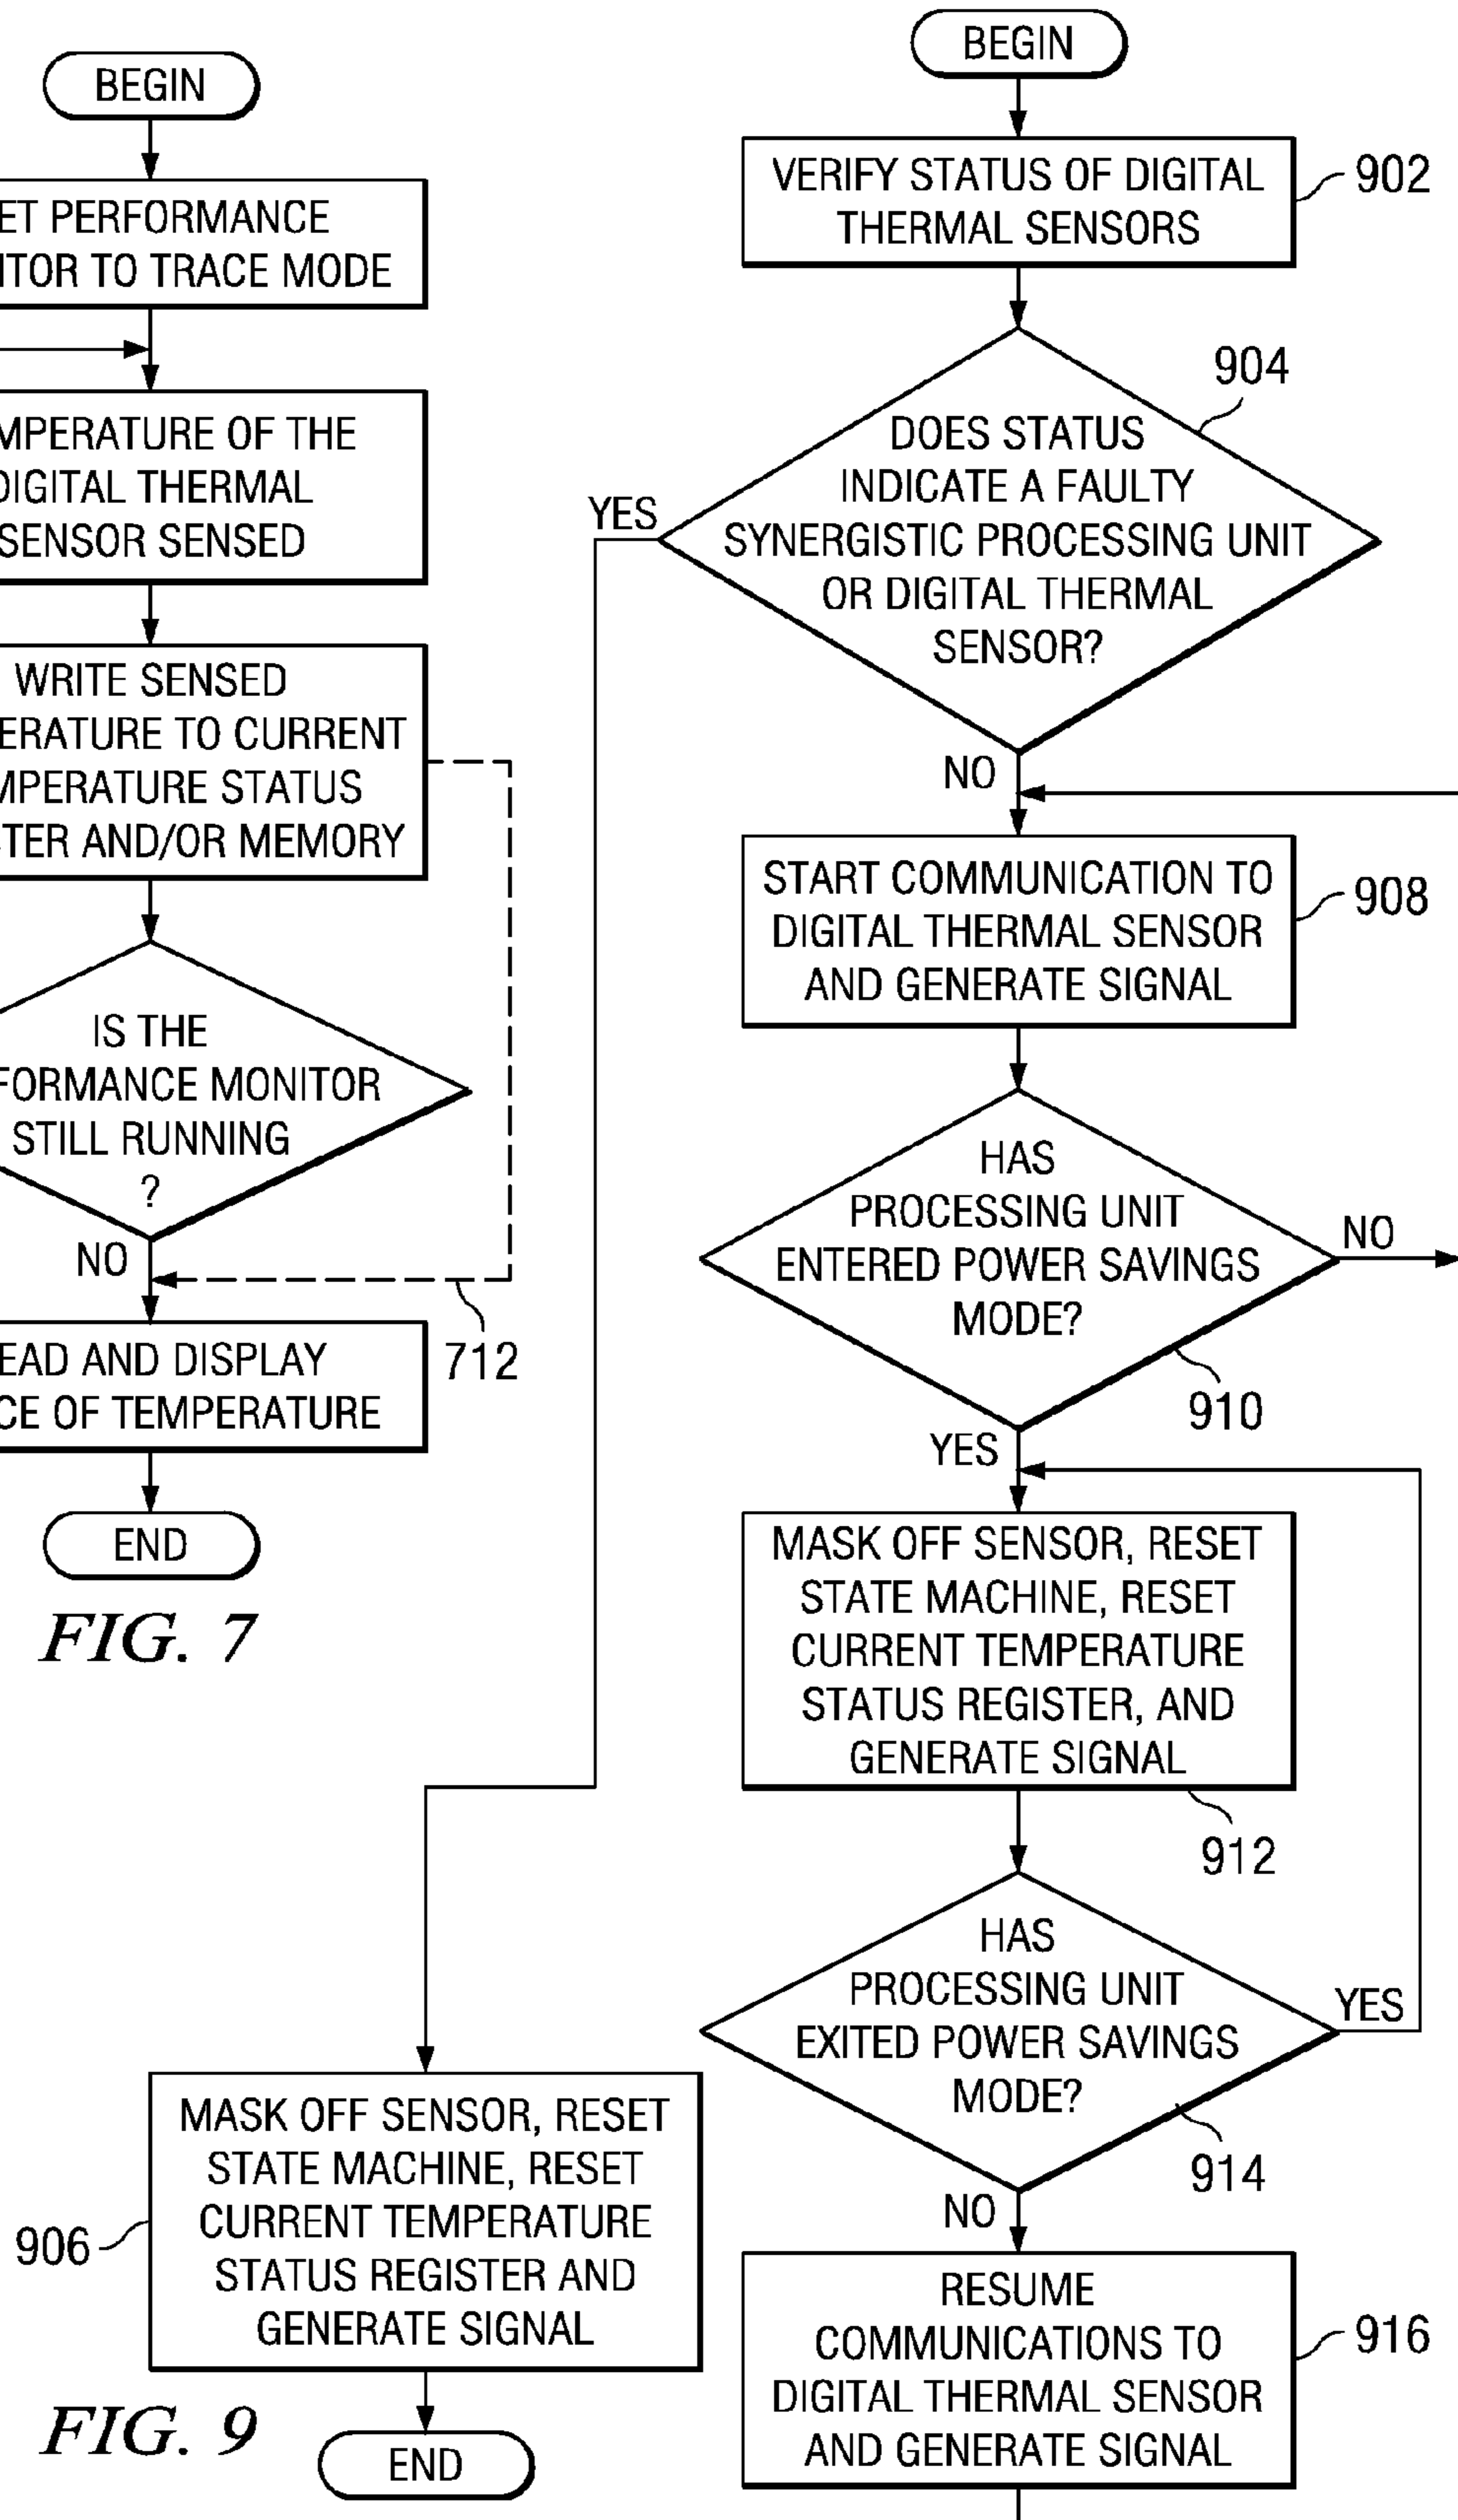 BEGIN
ET PERFORMANCE
ITOR TO TRACE MODE
MPERATURE OF THE
DIGITAL THERMAL
SENSOR SENSED
WRITE SENSED
ERATURE TO CURRENT
MPERATURE STATUS
TER AND/OR MEMORY
IS THE
FORMANCE MONITOR
STILL RUNNING
?
NO
712
EAD AND DISPLAY
CE OF TEMPERATURE
END
FIG. 7
BEGIN
VERIFY STATUS OF DIGITAL
THERMAL SENSORS
902
904
DOES STATUS
INDICATE A FAULTY
SYNERGISTIC PROCESSING UNIT
OR DIGITAL THERMAL
SENSOR?
YES
NO
START COMMUNICATION TO
DIGITAL THERMAL SENSOR
AND GENERATE SIGNAL
908
HAS
PROCESSING UNIT
ENTERED POWER SAVINGS
MODE?
NO
910
YES
MASK OFF SENSOR, RESET
STATE MACHINE, RESET
CURRENT TEMPERATURE
STATUS REGISTER, AND
GENERATE SIGNAL
912
HAS
PROCESSING UNIT
EXITED POWER SAVINGS
MODE?
YES
914
NO
RESUME
COMMUNICATIONS TO
DIGITAL THERMAL SENSOR
AND GENERATE SIGNAL
916
MASK OFF SENSOR, RESET
STATE MACHINE, RESET
CURRENT TEMPERATURE
STATUS REGISTER AND
GENERATE SIGNAL
906
END
FIG. 9